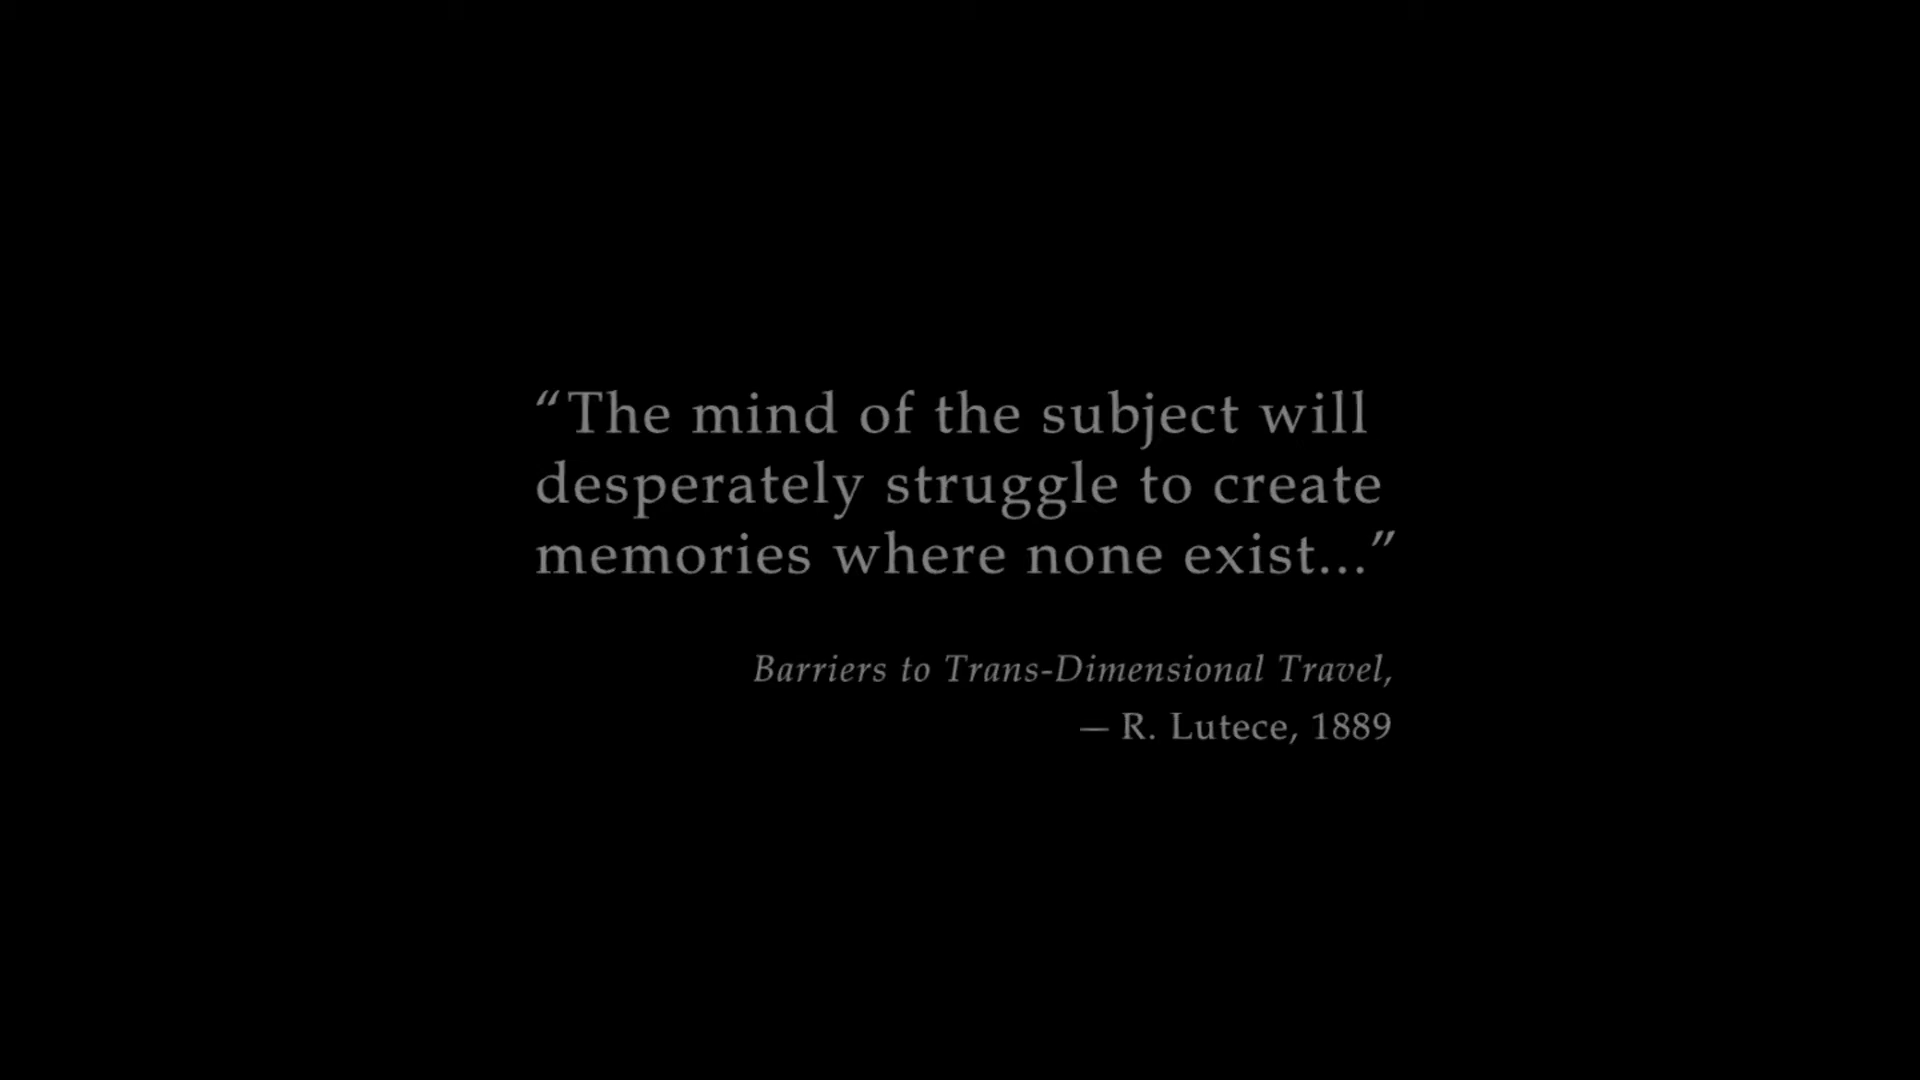 “The mind of the subject will
desperately struggle to create
memories where none exist...”
Barriers to Trans-Dimensional Travel,
— R. Lutece, 1889